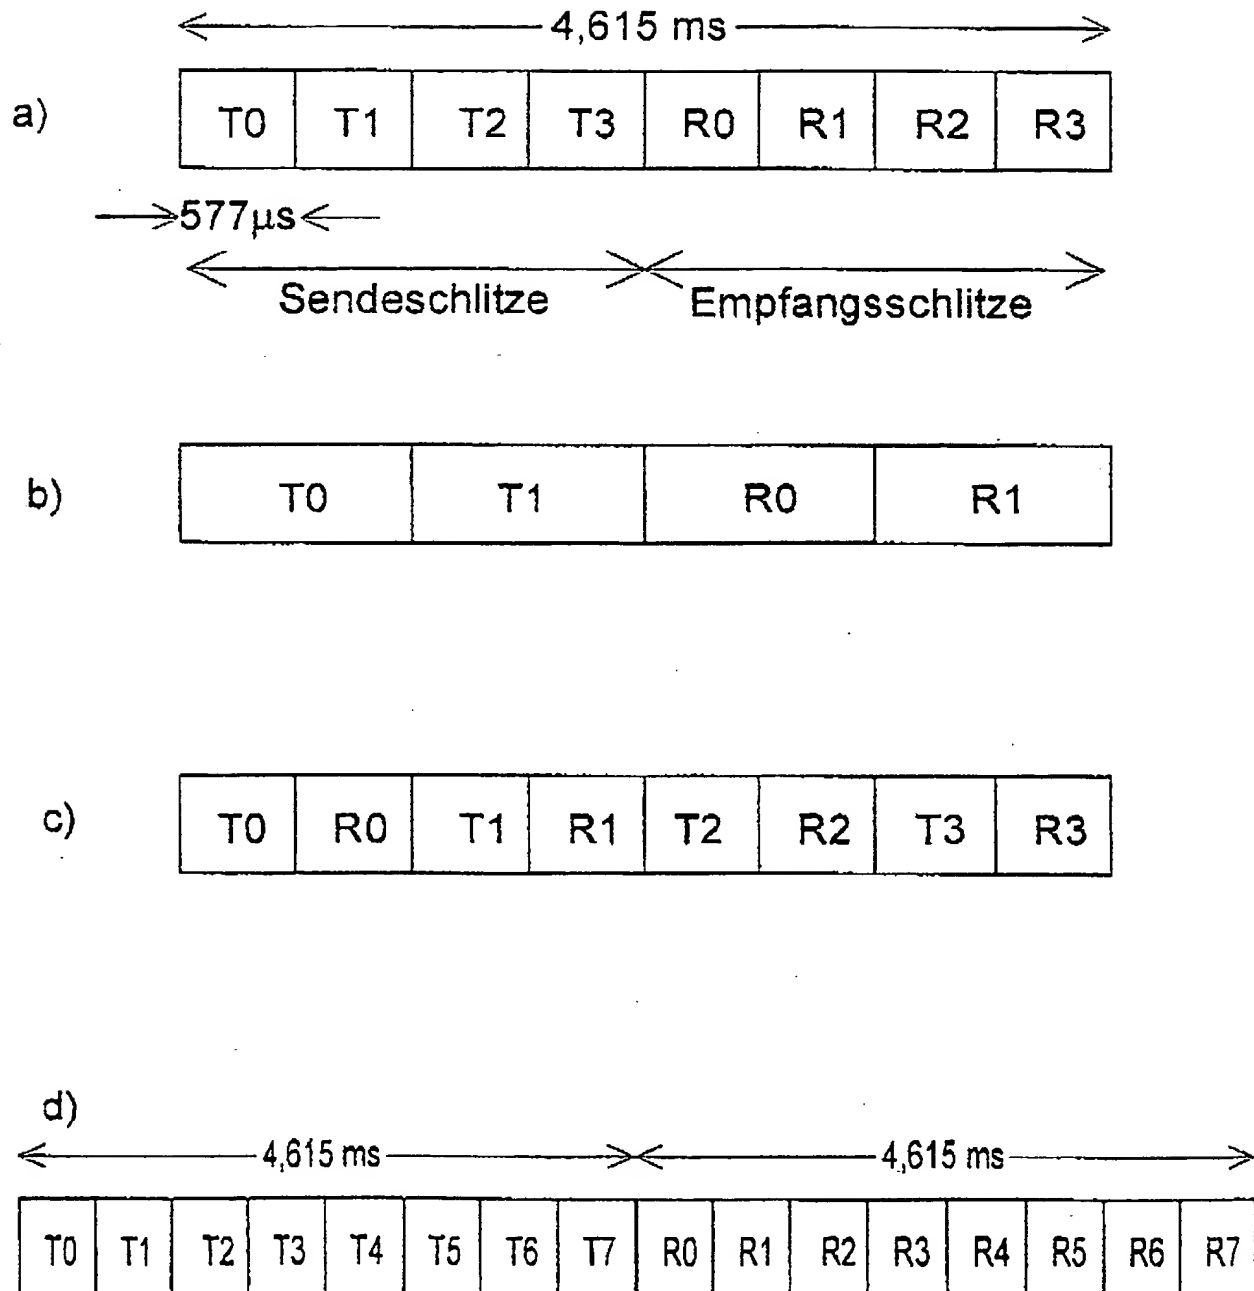 4,615 ms
a) T0 T1 T2 T3 R0 R1 R2 R3
577µs
Sendeschlitze Empfangsschlitze
b) T0 T1 R0 R1
c) T0 R0 T1 R1 T2 R2 T3 R3
d)
4,615 ms 4,615 ms
T0 T1 T2 T3 T4 T5 T6 T7 R0 R1 R2 R3 R4 R5 R6 R7